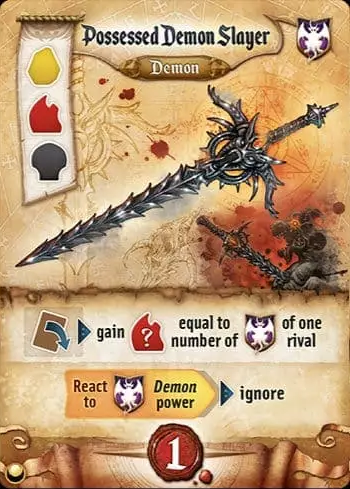 Possessed Demon Slayer
Demon
gain ? equal to number of of one rival
React to Demon power ignore
1